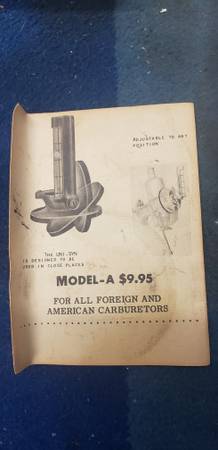 ADJUSTABLE TO ANY
POSITION
THE UNI-SYN
IS DESIGNED TO BE
USED IN CLOSE PLACES
MODEL-A $9.95
FOR ALL FOREIGN AND
AMERICAN CARBURETORS